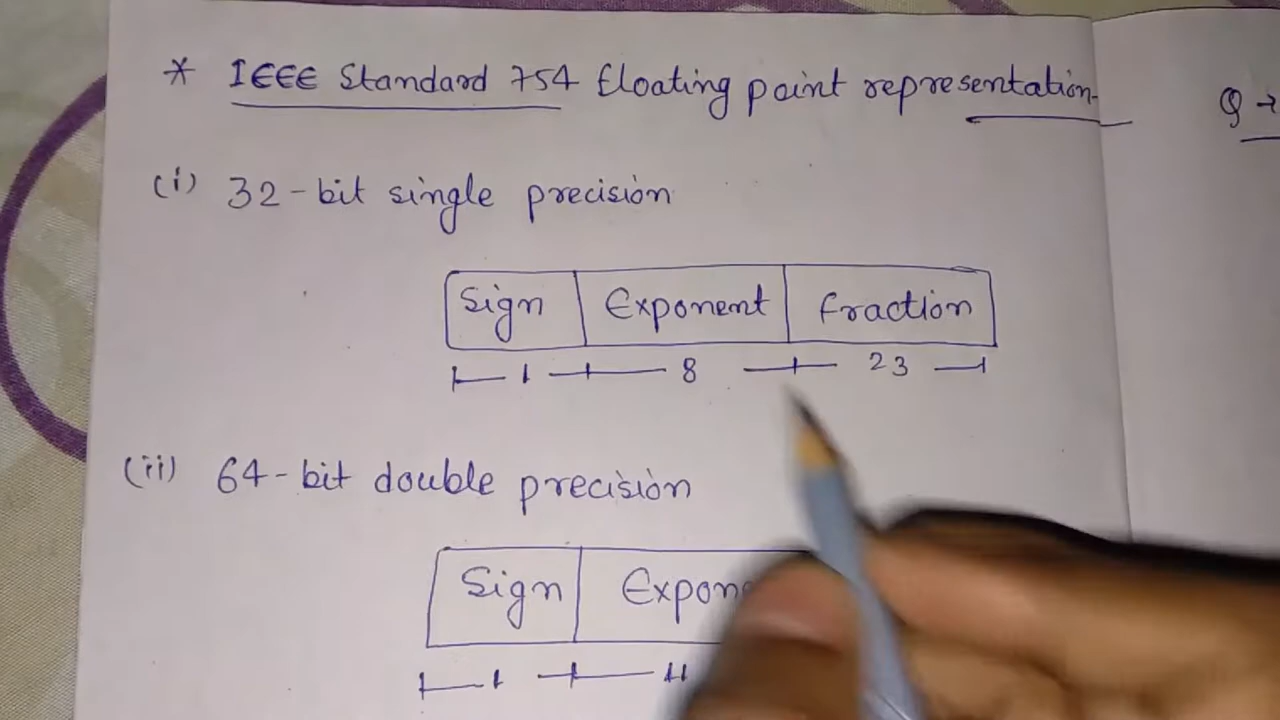 * IEEE Standard 754 floating point representation
Q →
(i) 32-bit single precision
Sign Exponent fraction
1 8 23
(ii) 64-bit double precision
Sign
1 11